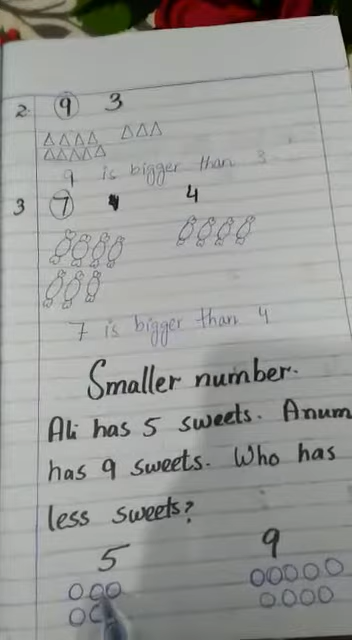 2. 9 3
9 is bigger than 3
3 7 4
7 is bigger than 4
Smaller number.
Ali has 5 sweets. Anum
has 9 sweets. Who has
less sweets?
5 9